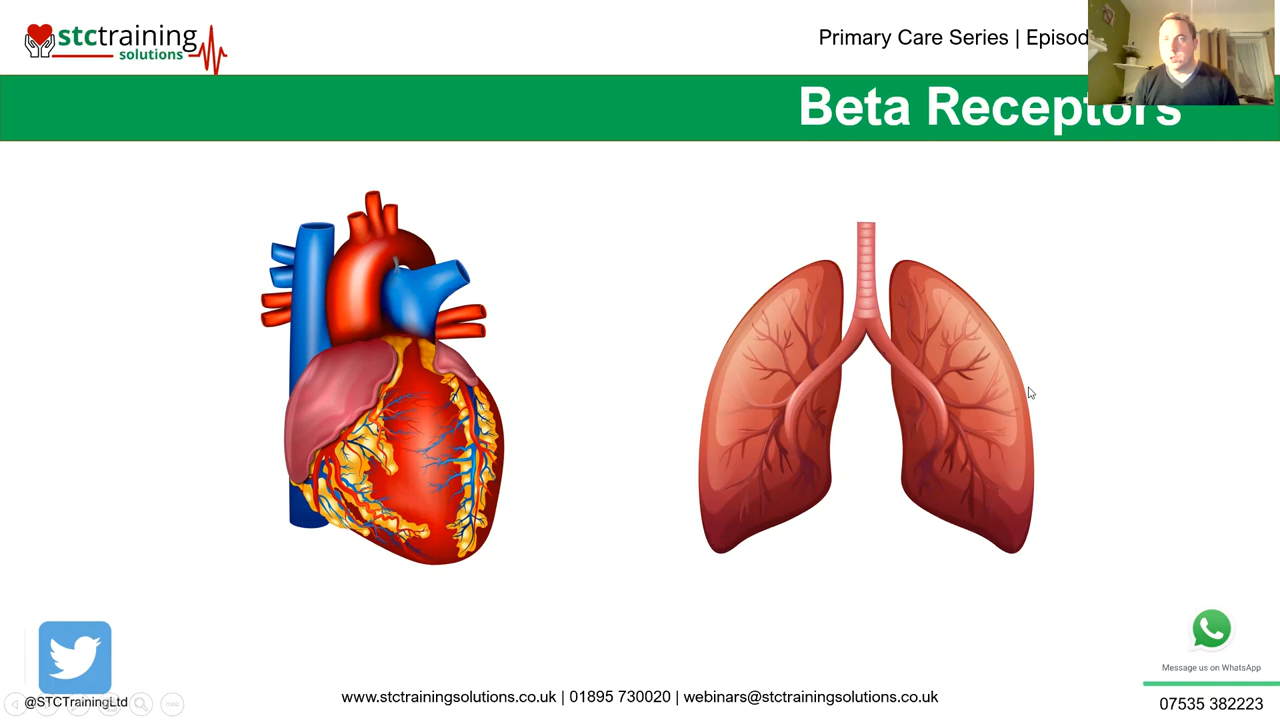 stctraining
solutions
Primary Care Series | Episod
Beta Receptors
Message us on WhatsApp
@STCTrainingLtd
www.stctrainingsolutions.co.uk | 01895 730020 | webinars@stctrainingsolutions.co.uk
07535 382223